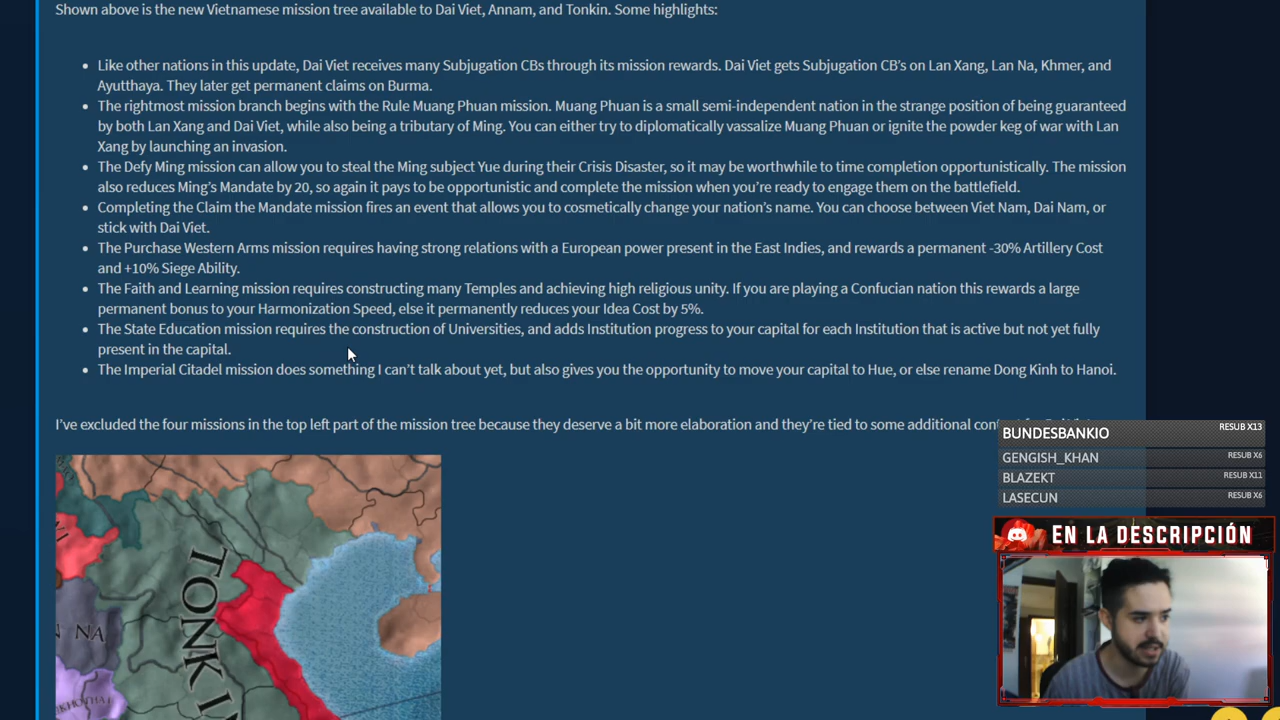 Shown above is the new Vietnamese mission tree available to Dai Viet, Annam, and Tonkin. Some highlights:
Like other nations in this update, Dai Viet receives many Subjugation CBs through its mission rewards. Dai Viet gets Subjugation CB's on Lan Xang, Lan Na, Khmer, and
Ayutthaya. They later get permanent claims on Burma.
The rightmost mission branch begins with the Rule Muang Phuan mission. Muang Phuan is a small semi-independent nation in the strange position of being guaranteed
by both Lan Xang and Dai Viet, while also being a tributary of Ming. You can either try to diplomatically vassalize Muang Phuan or ignite the powder keg of war with Lan
Xang by launching an invasion.
The Defy Ming mission can allow you to steal the Ming subject Yue during their Crisis Disaster, so it may be worthwhile to time completion opportunistically. The mission
also reduces Ming's Mandate by 20, so again it pays to be opportunistic and complete the mission when you're ready to engage them on the battlefield.
Completing the Claim the Mandate mission fires an event that allows you to cosmetically change your nation's name. You can choose between Viet Nam, Dai Nam, or
stick with Dai Viet.
The Purchase Western Arms mission requires having strong relations with a European power present in the East Indies, and rewards a permanent -30% Artillery Cost
and +10% Siege Ability.
The Faith and Learning mission requires constructing many Temples and achieving high religious unity. If you are playing a Confucian nation this rewards a large
permanent bonus to your Harmonization Speed, else it permanently reduces your Idea Cost by 5%.
The State Education mission requires the construction of Universities, and adds Institution progress to your capital for each Institution that is active but not yet fully
present in the capital.
The Imperial Citadel mission does something I can't talk about yet, but also gives you the opportunity to move your capital to Hue, or else rename Dong Kinh to Hanoi.
I've excluded the four missions in the top left part of the mission tree because they deserve a bit more elaboration and they're tied to some additional
BUNDESBANKIO RESUB X13
GENGISH_KHAN RESUB X6
BLAZEKT RESUB X11
LASECUN RESUB X6
EN LA DESCRIPCIÓN
TONK
NA